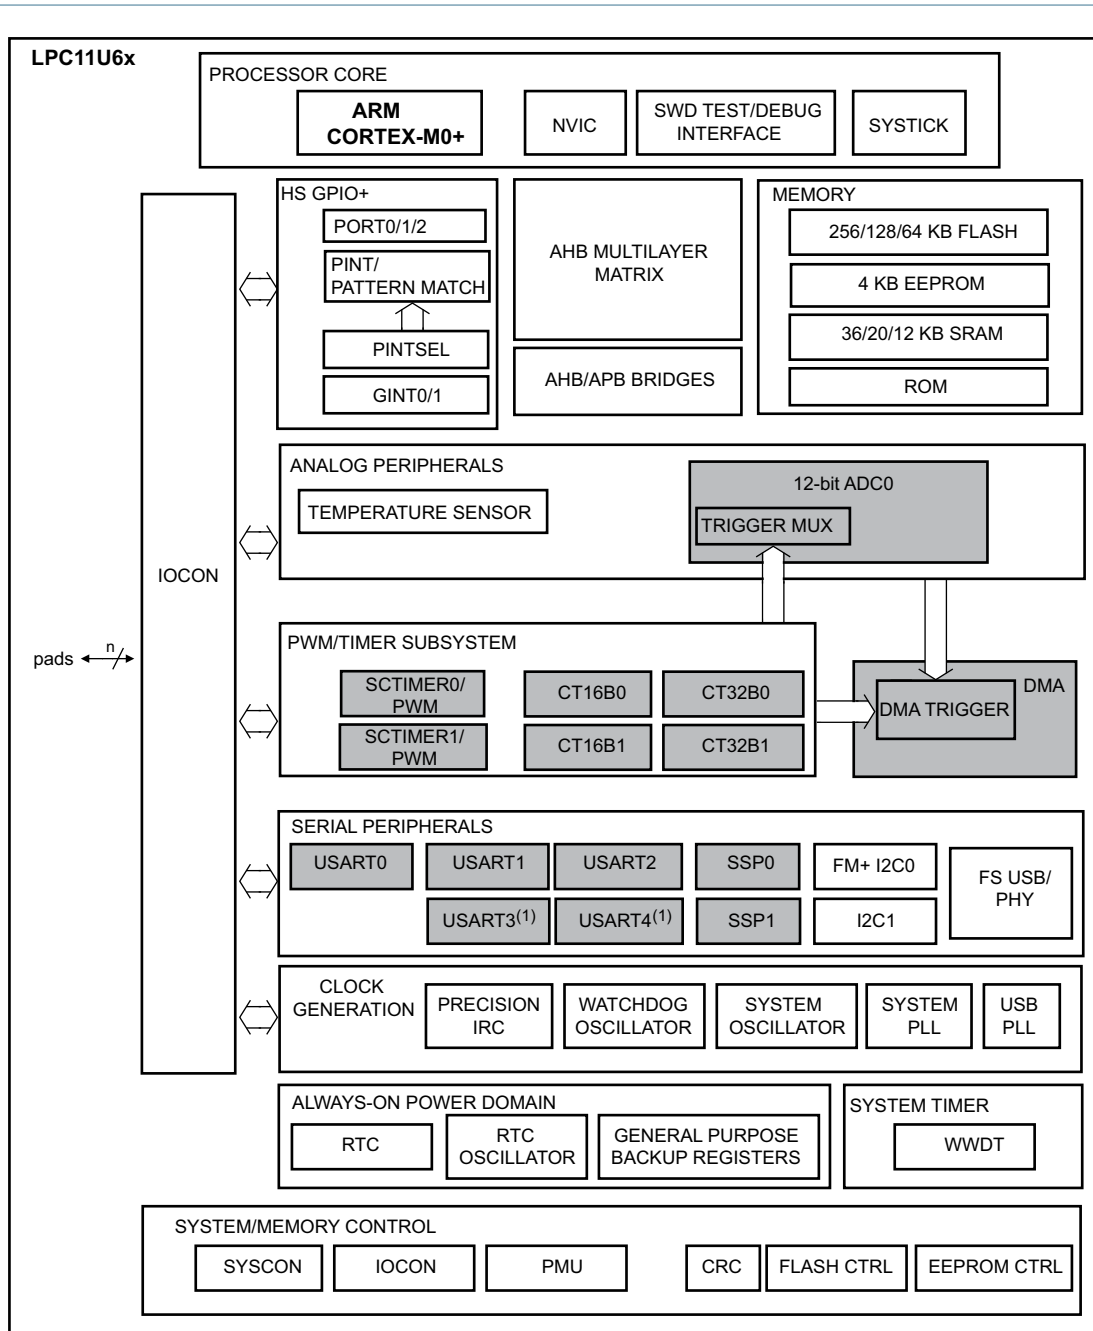 LPC11U6x
PROCESSOR CORE
ARM
CORTEX-M0+
NVIC
SWD TEST/DEBUG
INTERFACE
SYSTICK
HS GPIO+
PORT0/1/2
PINT/
PATTERN MATCH
PINTSEL
GINT0/1
AHB MULTILAYER
MATRIX
AHB/APB BRIDGES
MEMORY
256/128/64 KB FLASH
4 KB EEPROM
36/20/12 KB SRAM
ROM
IOCON
pads
n
ANALOG PERIPHERALS
TEMPERATURE SENSOR
12-bit ADC0
TRIGGER MUX
PWM/TIMER SUBSYSTEM
SCTIMER0/
PWM
CT16B0
CT32B0
SCTIMER1/
PWM
CT16B1
CT32B1
DMA
DMA TRIGGER
SERIAL PERIPHERALS
USART0
USART1
USART2
SSP0
FM+ I2C0
FS USB/
PHY
USART3(1)
USART4(1)
SSP1
I2C1
CLOCK
GENERATION
PRECISION
IRC
WATCHDOG
OSCILLATOR
SYSTEM
OSCILLATOR
SYSTEM
PLL
USB
PLL
ALWAYS-ON POWER DOMAIN
RTC
RTC
OSCILLATOR
GENERAL PURPOSE
BACKUP REGISTERS
SYSTEM TIMER
WWDT
SYSTEM/MEMORY CONTROL
SYSCON
IOCON
PMU
CRC
FLASH CTRL
EEPROM CTRL